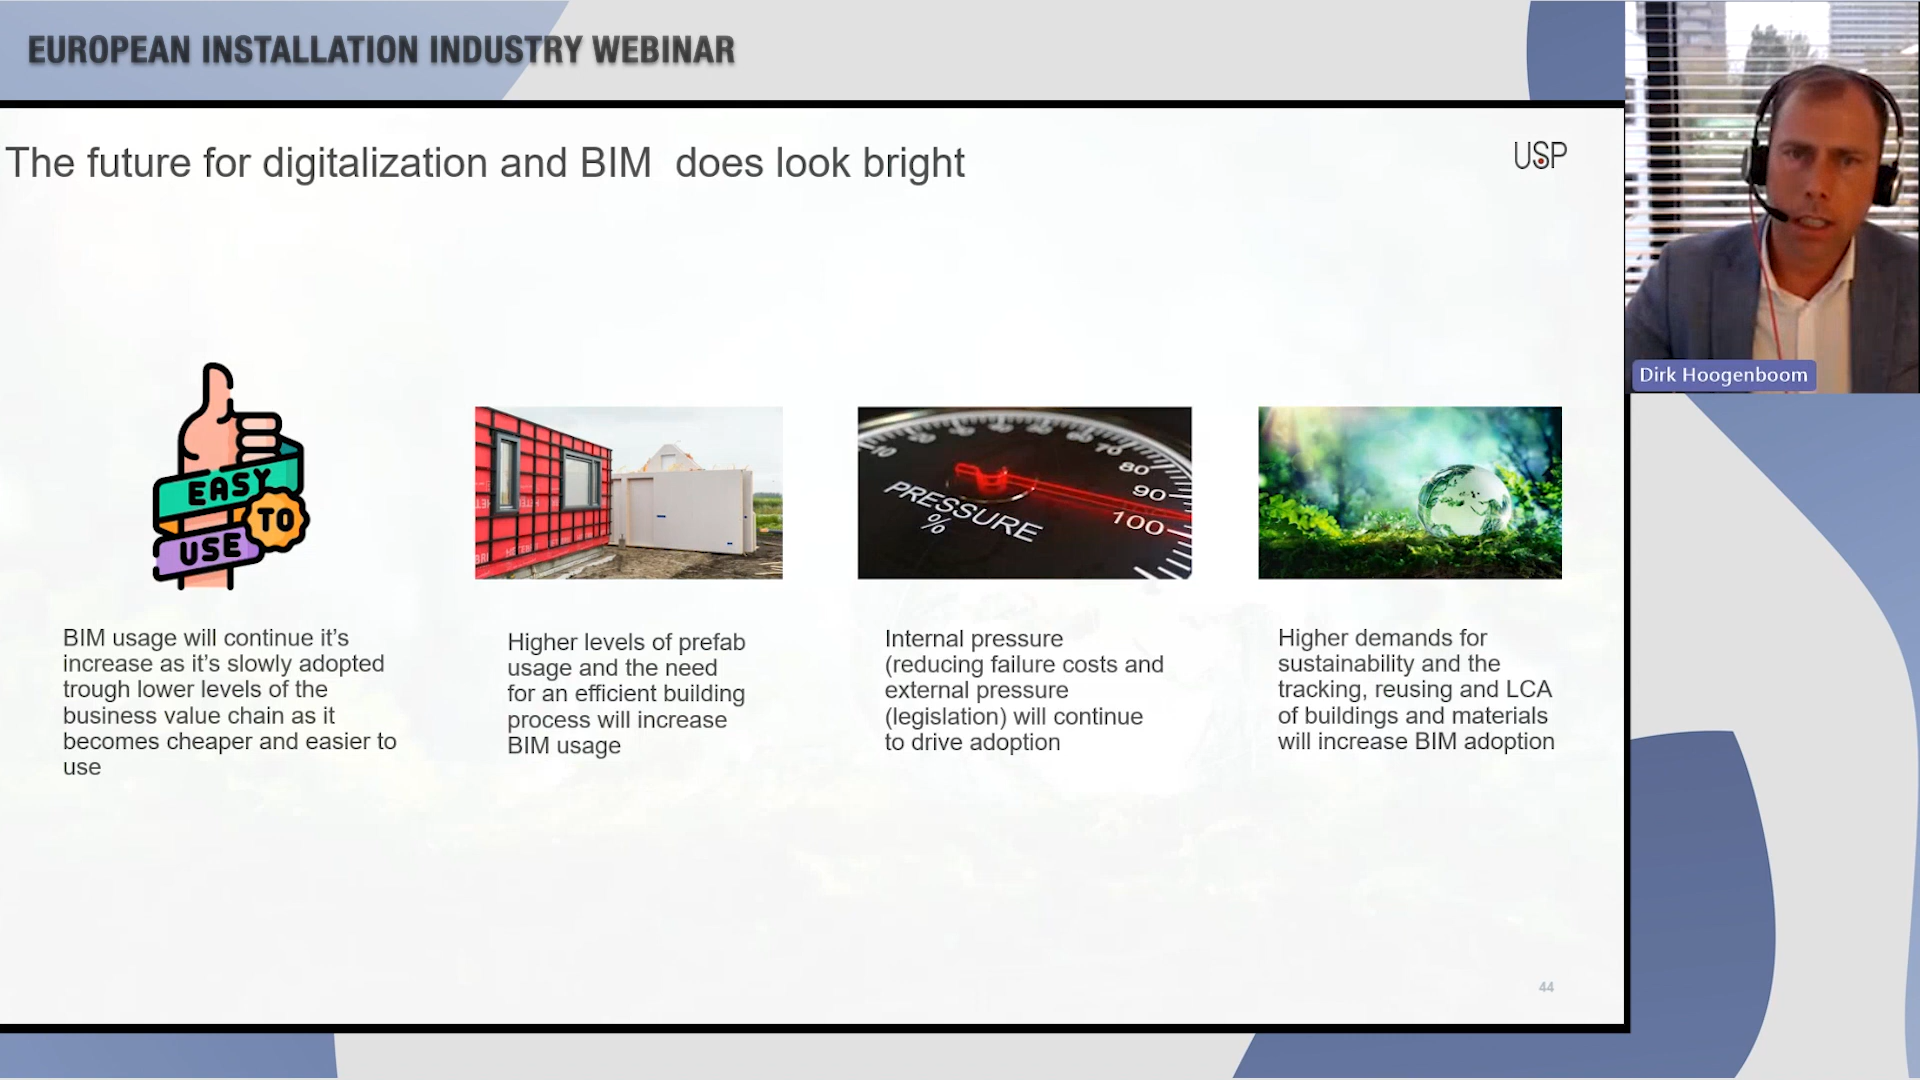 EUROPEAN INSTALLATION INDUSTRY WEBINAR
The future for digitalization and BIM  does look bright
USP
Dirk Hoogenboom
EASY
TO
USE
10
70
80
90
100
PRESSURE
%
BIM usage will continue it’s
increase as it’s slowly adopted
trough lower levels of the
business value chain as it
becomes cheaper and easier to
use
Higher levels of prefab
usage and the need
for an efficient building
process will increase
BIM usage
Internal pressure
(reducing failure costs and
external pressure
(legislation) will continue
to drive adoption
Higher demands for
sustainability and the
tracking, reusing and LCA
of buildings and materials
will increase BIM adoption
44